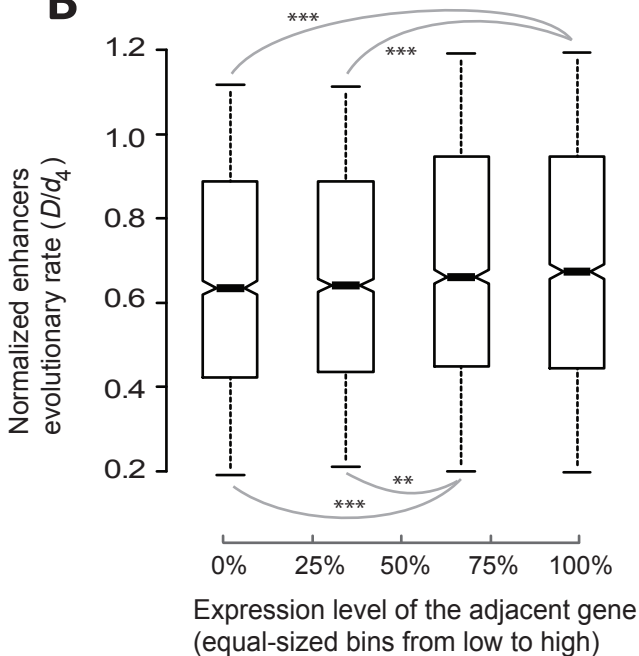 B
***
***
1.2
1.0
0.8
0.6
0.4
0.2
Normalized enhancers
evolutionary rate (D/d4)
**
***
0% 25% 50% 75% 100%
Expression level of the adjacent gene
(equal-sized bins from low to high)